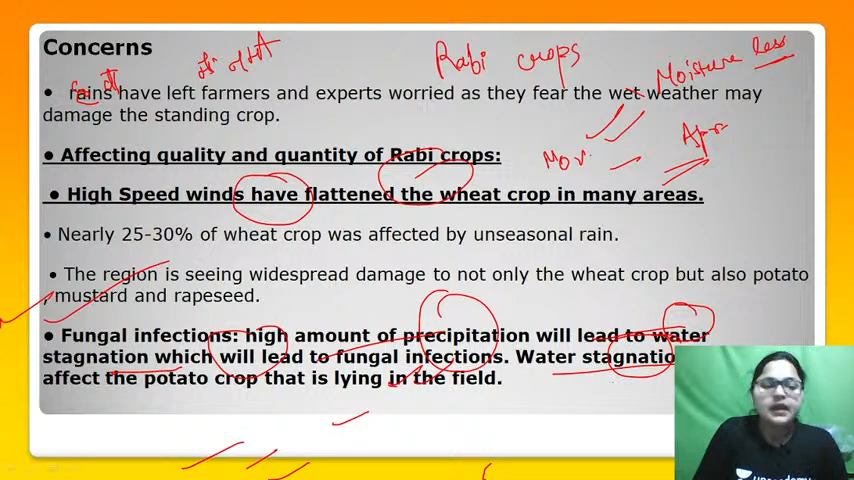 Concerns
Rabi crops
Moisture less
• rains have left farmers and experts worried as they fear the wet weather may
damage the standing crop.
Apr
Nov.
• Affecting quality and quantity of Rabi crops:
• High Speed winds have flattened the wheat crop in many areas.
• Nearly 25-30% of wheat crop was affected by unseasonal rain.
• The region is seeing widespread damage to not only the wheat crop but also potato
, mustard and rapeseed.
• Fungal infections: high amount of precipitation will lead to water
stagnation which will lead to fungal infections. Water stagnatio
affect the potato crop that is lying in the field.